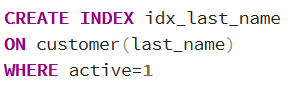 CREATE INDEX idx_last_name
ON customer(last_name)
WHERE active=1